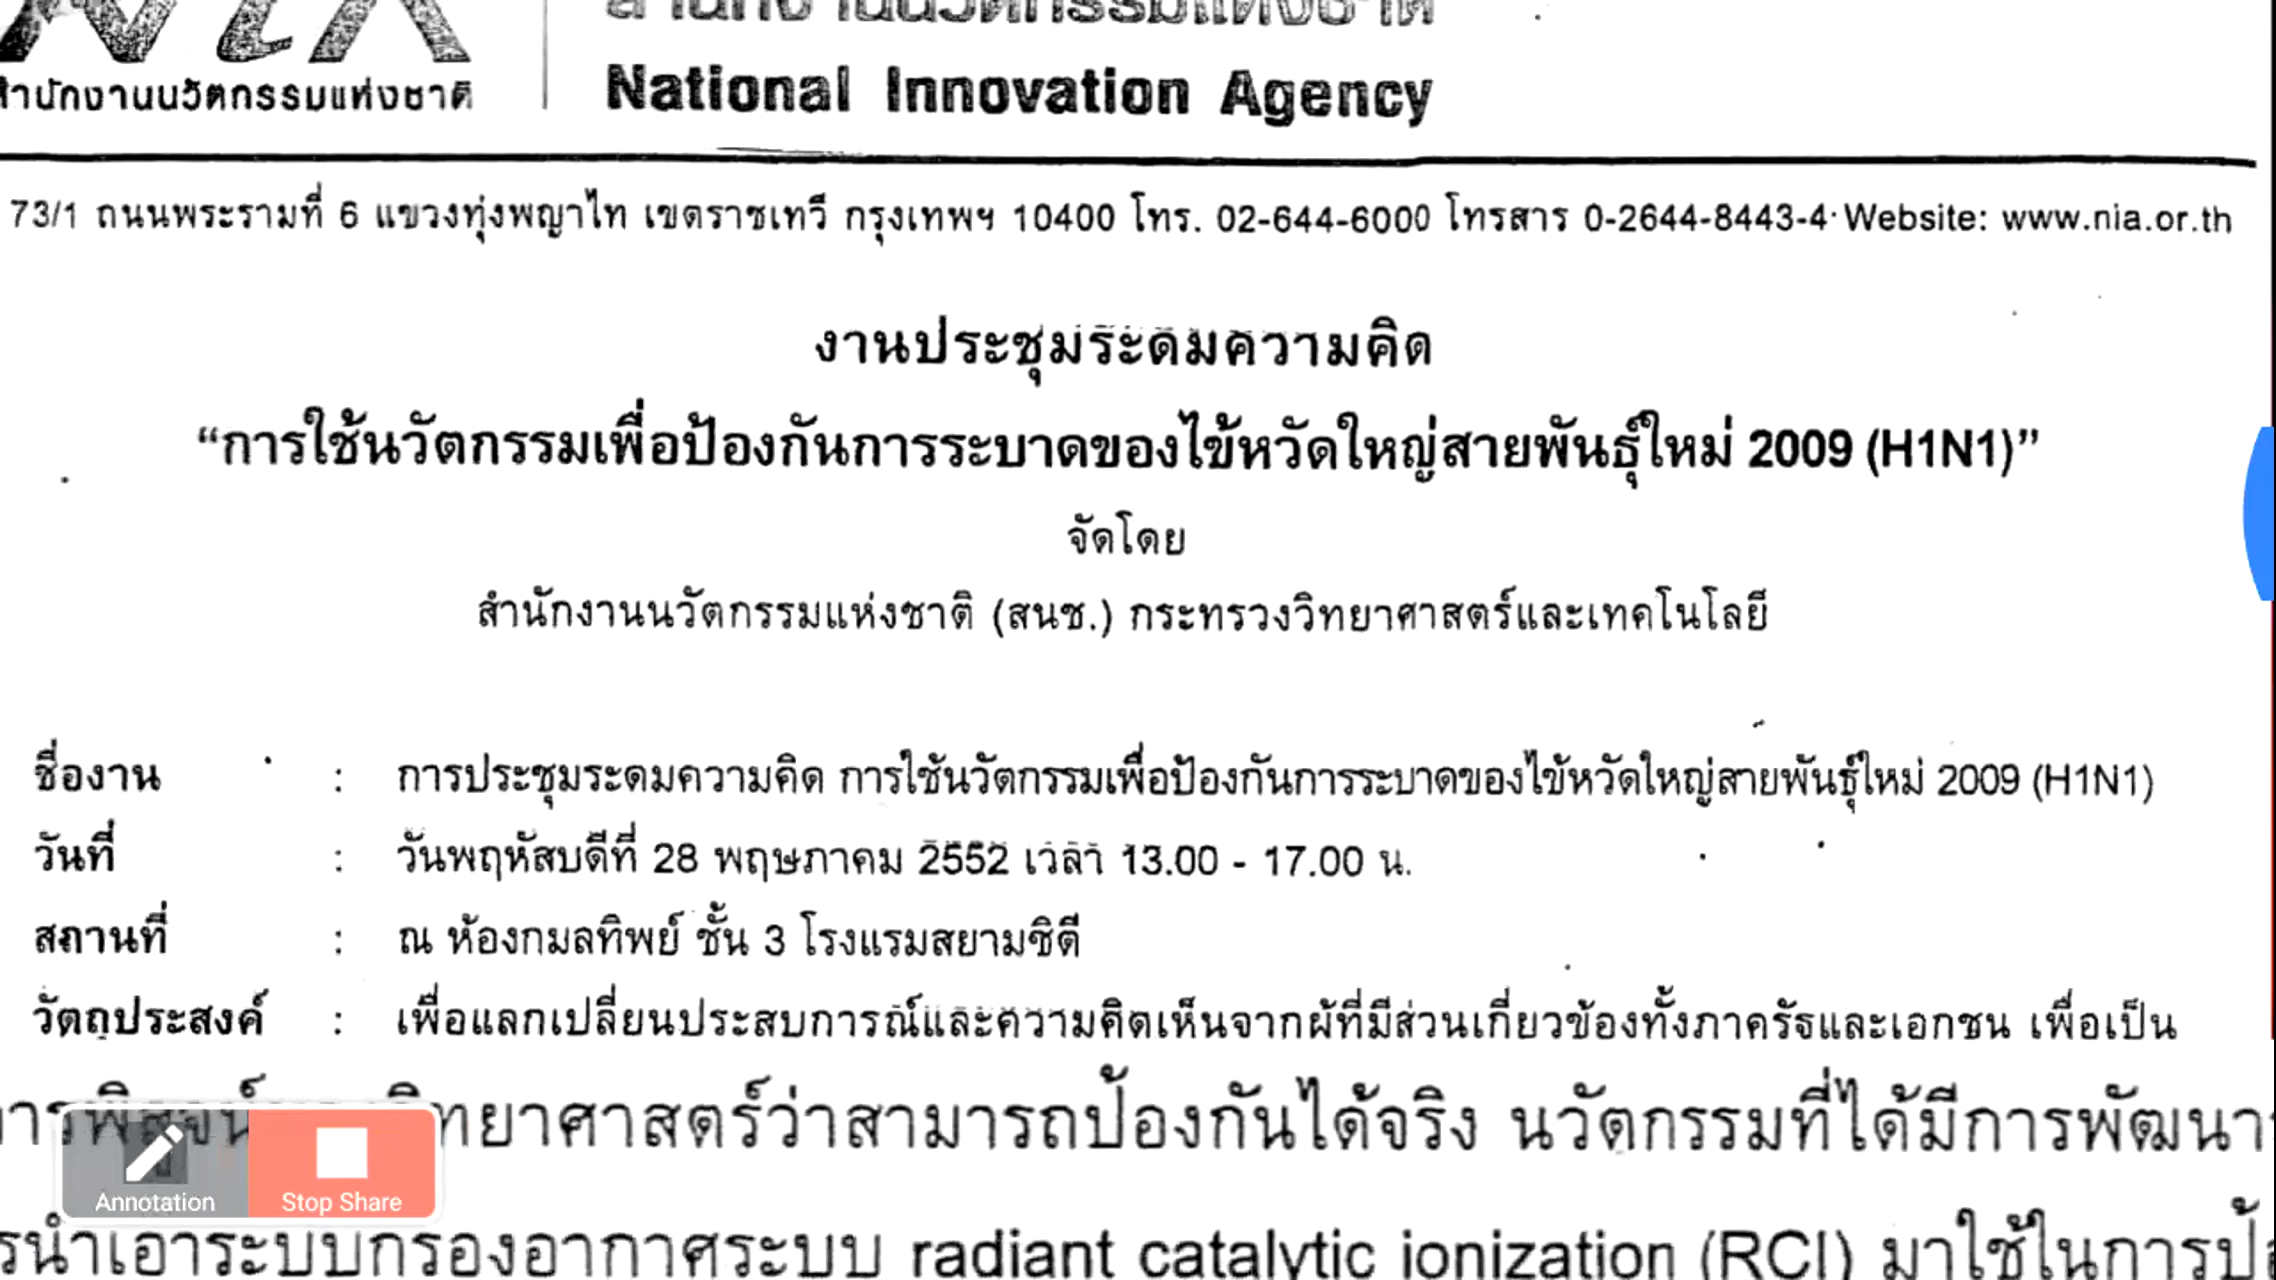 สำนักงานนวัตกรรมแห่งชาติ
สำนักงานนวัตกรรมแห่งชาติ
National Innovation Agency
73/1 ถนนพระรามที่ 6 แขวงทุ่งพญาไท เขตราชเทวี กรุงเทพฯ 10400 โทร. 02-644-6000 โทรสาร 0-2644-8443-4 Website: www.nia.or.th
งานประชุมระดมความคิด
“การใช้นวัตกรรมเพื่อป้องกันการระบาดของไข้หวัดใหญ่สายพันธุ์ใหม่ 2009 (H1N1)”
จัดโดย
สำนักงานนวัตกรรมแห่งชาติ (สนช.) กระทรวงวิทยาศาสตร์และเทคโนโลยี
ชื่องาน : การประชุมระดมความคิด การใช้นวัตกรรมเพื่อป้องกันการระบาดของไข้หวัดใหญ่สายพันธุ์ใหม่ 2009 (H1N1)
วันที่ : วันพฤหัสบดีที่ 28 พฤษภาคม 2552 เวลา 13.00 - 17.00 น.
สถานที่ : ณ ห้องกมลทิพย์ ชั้น 3 โรงแรมสยามซิตี
วัตถุประสงค์ : เพื่อแลกเปลี่ยนประสบการณ์และความคิดเห็นจากผู้ที่มีส่วนเกี่ยวข้องทั้งภาครัฐและเอกชน เพื่อเป็น
วิทยาศาสตร์ว่าสามารถป้องกันได้จริง นวัตกรรมที่ได้มีการพัฒนา
Annotation
Stop Share
นำเอาระบบกรองอากาศระบบ radiant catalytic ionization (RCI) มาใช้ในการ